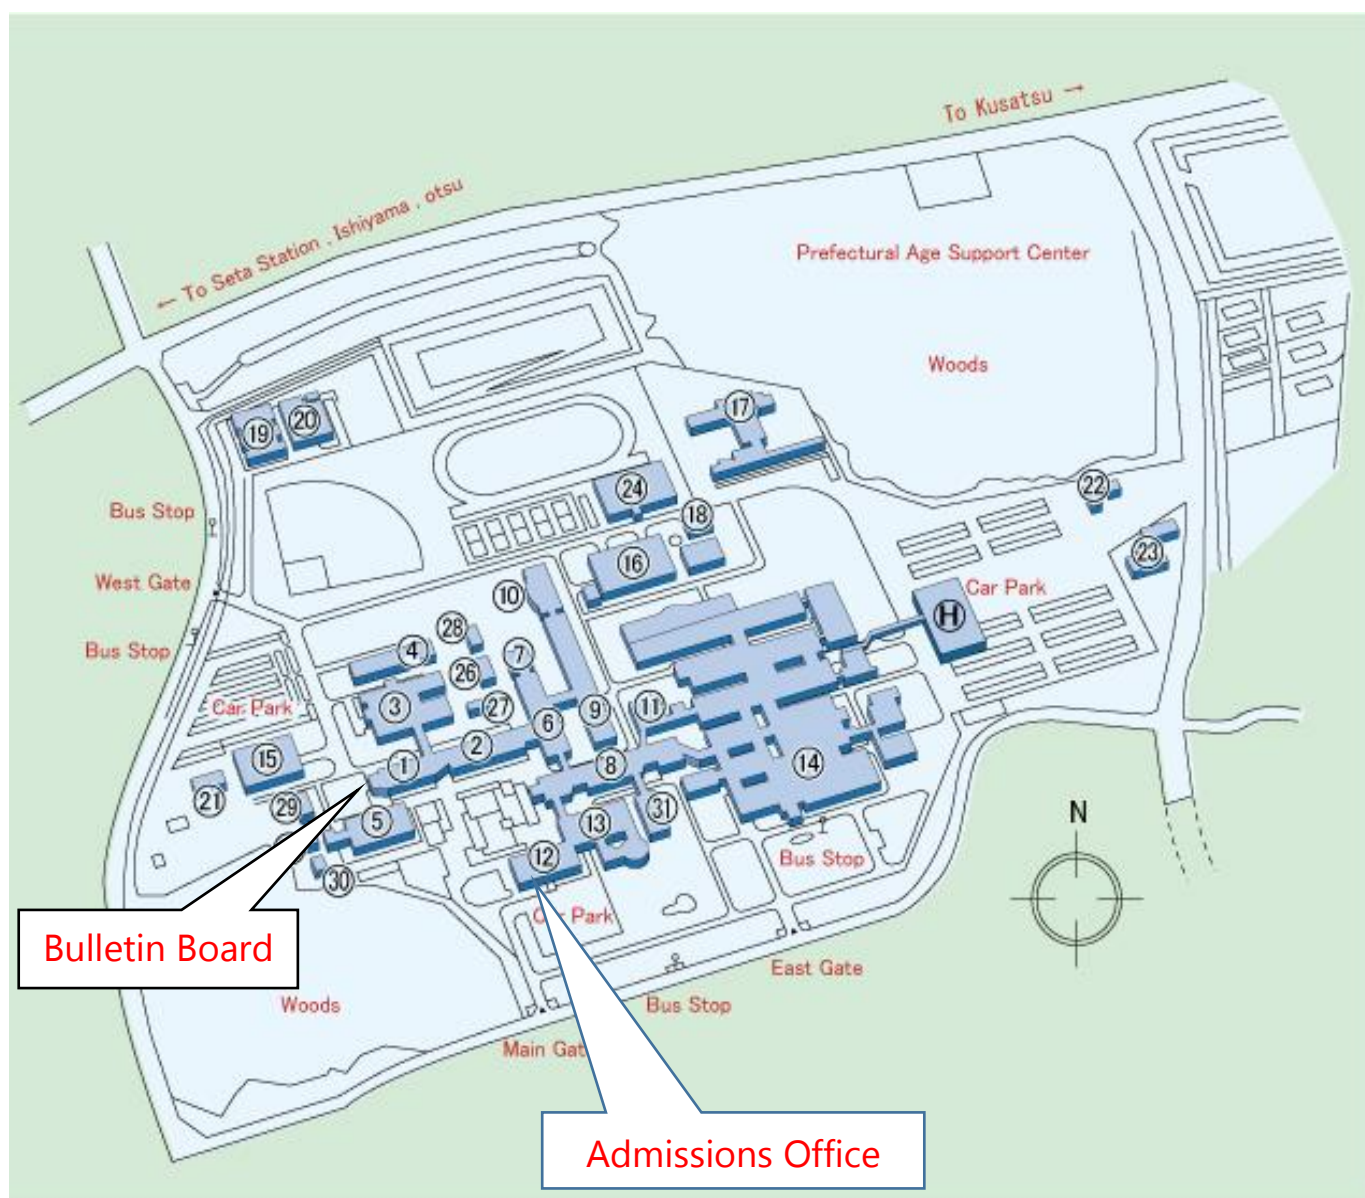 To Kusatsu →
← To Seta Station , Ishiyama , otsu
Prefectural Age Support Center
Woods
17
19
20
24
22
Bus Stop
18
23
16
West Gate
10
Car Park
H
28
Bus Stop
4
7
26
Car Park
3
27
9
11
6
2
15
1
8
14
21
29
5
13
31
N
12
Bus Stop
30
Car Park
Bulletin Board
East Gate
Woods
Bus Stop
Main Gat
Admissions Office